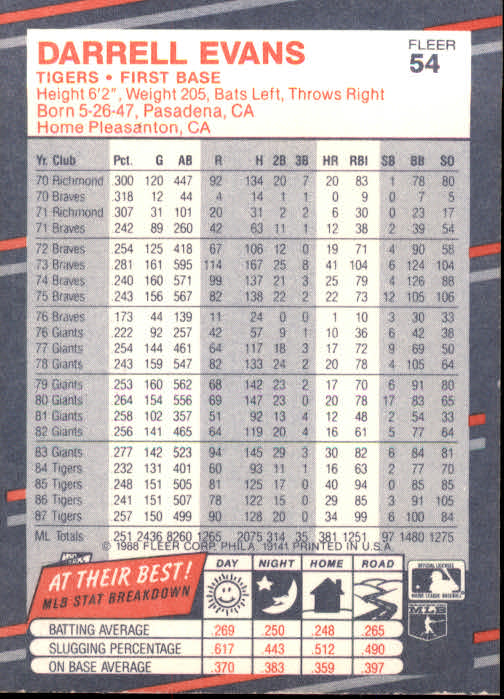 DARRELL EVANS
FLEER
54
TIGERS • FIRST BASE
Height 6'2", Weight 205, Bats Left, Throws Right
Born 5-26-47, Pasadena, CA
Home Pleasanton, CA
Yr. Club Pct. G AB R H 2B 3B HR RBI SB BB SO
70 Richmond .300 120 447 92 134 20 7 20 83 1 78 80
70 Braves .318 12 44 4 14 1 1 0 9 0 7 5
71 Richmond .307 31 101 20 31 2 2 6 30 0 23 17
71 Braves .242 89 260 42 63 11 1 12 38 2 39 54
72 Braves .254 125 418 67 106 12 0 19 71 4 90 58
73 Braves .281 161 595 114 167 25 8 41 104 6 124 104
74 Braves .240 160 571 99 137 21 3 25 79 4 126 88
75 Braves .243 156 567 82 138 22 2 22 73 12 105 106
76 Braves .173 44 139 11 24 0 0 1 10 3 30 33
76 Giants .222 92 257 42 57 9 1 10 36 6 42 38
77 Giants .254 144 461 64 117 18 3 17 72 9 69 50
78 Giants .243 159 547 82 133 24 2 20 78 4 105 64
79 Giants .253 160 562 68 142 23 2 17 70 6 91 80
80 Giants .264 154 556 69 147 23 0 20 78 17 83 65
81 Giants .258 102 357 51 92 13 4 12 48 2 54 33
82 Giants .256 141 465 64 119 20 4 16 61 5 77 64
83 Giants .277 142 523 94 145 29 3 30 82 6 84 81
84 Tigers .232 131 401 60 93 11 1 16 63 2 77 70
85 Tigers .248 151 505 81 125 17 0 40 94 0 85 85
86 Tigers .241 151 507 78 122 15 0 29 85 3 91 105
87 Tigers .257 150 499 90 128 20 0 34 99 6 100 84
ML Totals .251 2436 8260 1265 2075 314 35 381 1251 97 1480 1275
© 1988 FLEER CORP. PHILA. 19141 PRINTED IN U.S.A.
AT THEIR BEST!
MLB STAT BREAKDOWN
DAY NIGHT HOME ROAD
OFFICIAL LICENSEE
MAJOR LEAGUE BASEBALL
MLB
BATTING AVERAGE .269 .250 .248 .265
SLUGGING PERCENTAGE .617 .443 .512 .490
ON BASE AVERAGE .370 .383 .359 .397